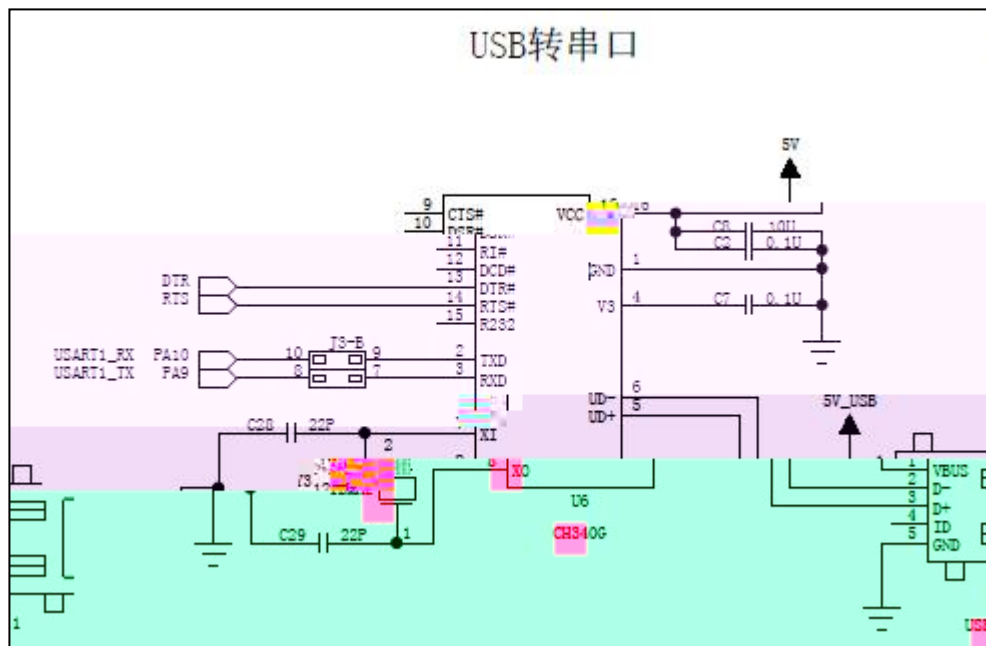 USB转串口
5V
9 CTS# VCC
10
C8 10U
C2 0.1U
11 RI#
12 DCD# GND 1
DTR 13 DTR#
RTS 14 RTS# V3 4 C7 0.1U
15 R232
J3-B
USART1_RX PA10 10 9 2 TXD
USART1_TX PA9 8 7 3 RXD
UD- 6
UD+ 5
5V_USB
C28 22P XI
2
XO
1 VBUS
2 D-
3 D+
4 ID
5 GND
U6
C29 22P 1
CH340G
1